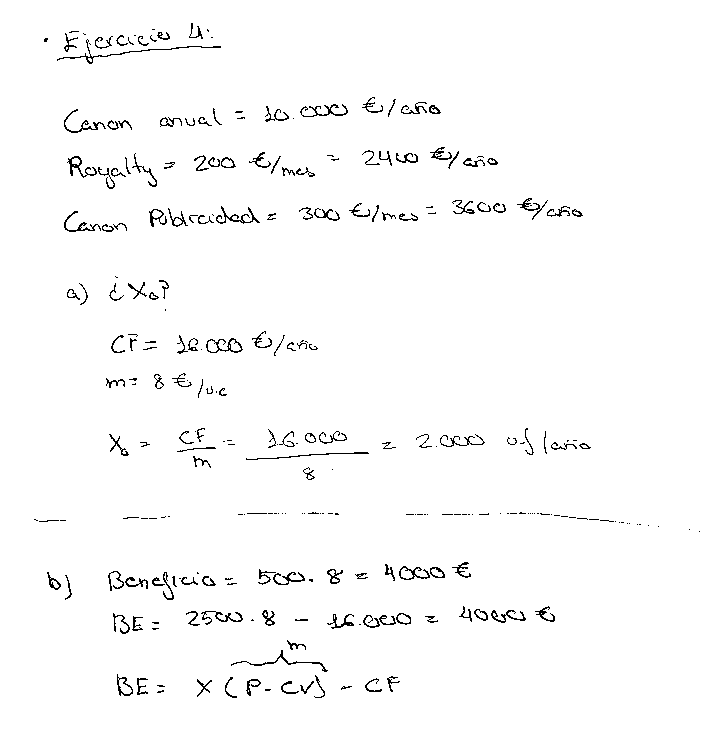 · Ejercicio 4:
Canon anual = 10.000 €/año
Royalty = 200 €/mes = 2400 €/año
Canon Publicidad = 300 €/mes = 3600 €/año
a) ¿X₀?
CF = 16.000 €/año
m = 8 €/u.c
X₀ = CF/m = 16.000/8 = 2.000 u.f/año
b) Beneficio = 500 · 8 = 4000 €
BE = 2500 · 8 - 16.000 = 4000 €
m
BE = X (P - CV) - CF